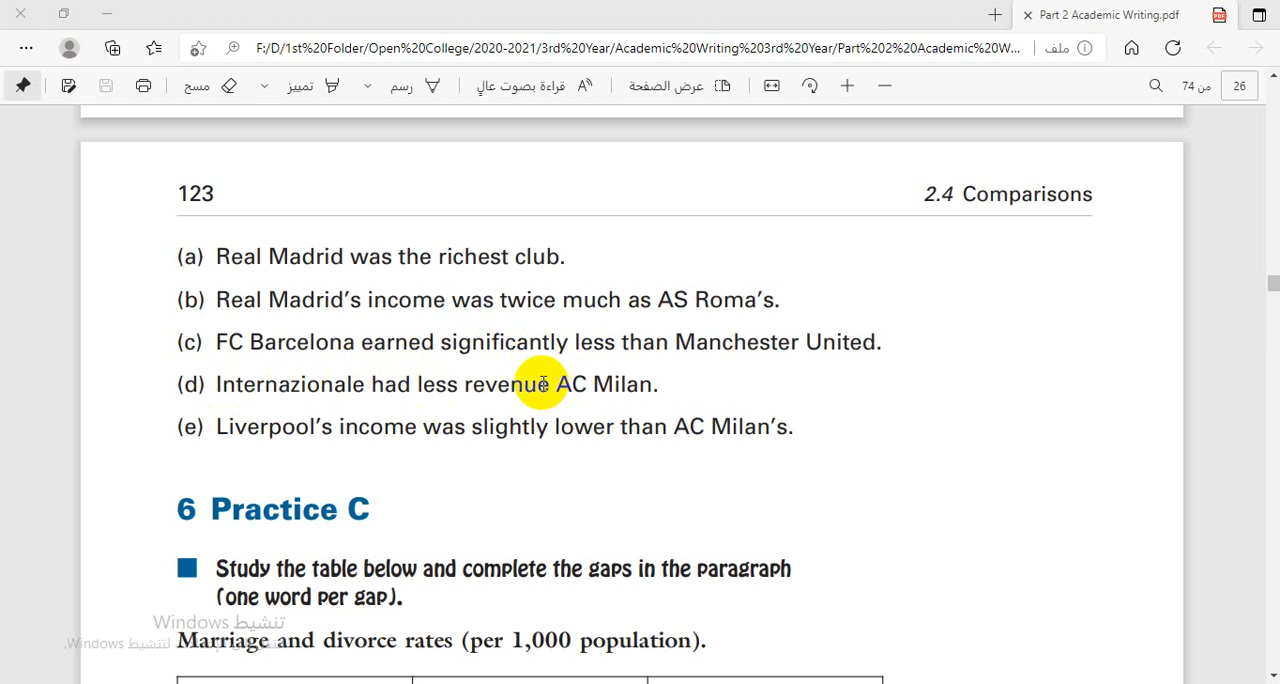 Part 2 Academic Writing.pdf
F:/D/1st%20Folder/Open%20College/2020-2021/3rd%20Year/Academic%20Writing%203rd%20Year/Part%202%20Academic%20W...
ملف
مسح
تمييز
رسم
قراءة بصوت عالٍ
عرض الصفحة
26
من 74
123
2.4 Comparisons
(a) Real Madrid was the richest club.
(b) Real Madrid's income was twice much as AS Roma's.
(c) FC Barcelona earned significantly less than Manchester United.
(d) Internazionale had less revenue AC Milan.
(e) Liverpool's income was slightly lower than AC Milan's.
6 Practice C
Study the table below and complete the gaps in the paragraph
(one word per gap).
تنشيط Windows
Marriage and divorce rates (per 1,000 population).
لتنشيط Windows.